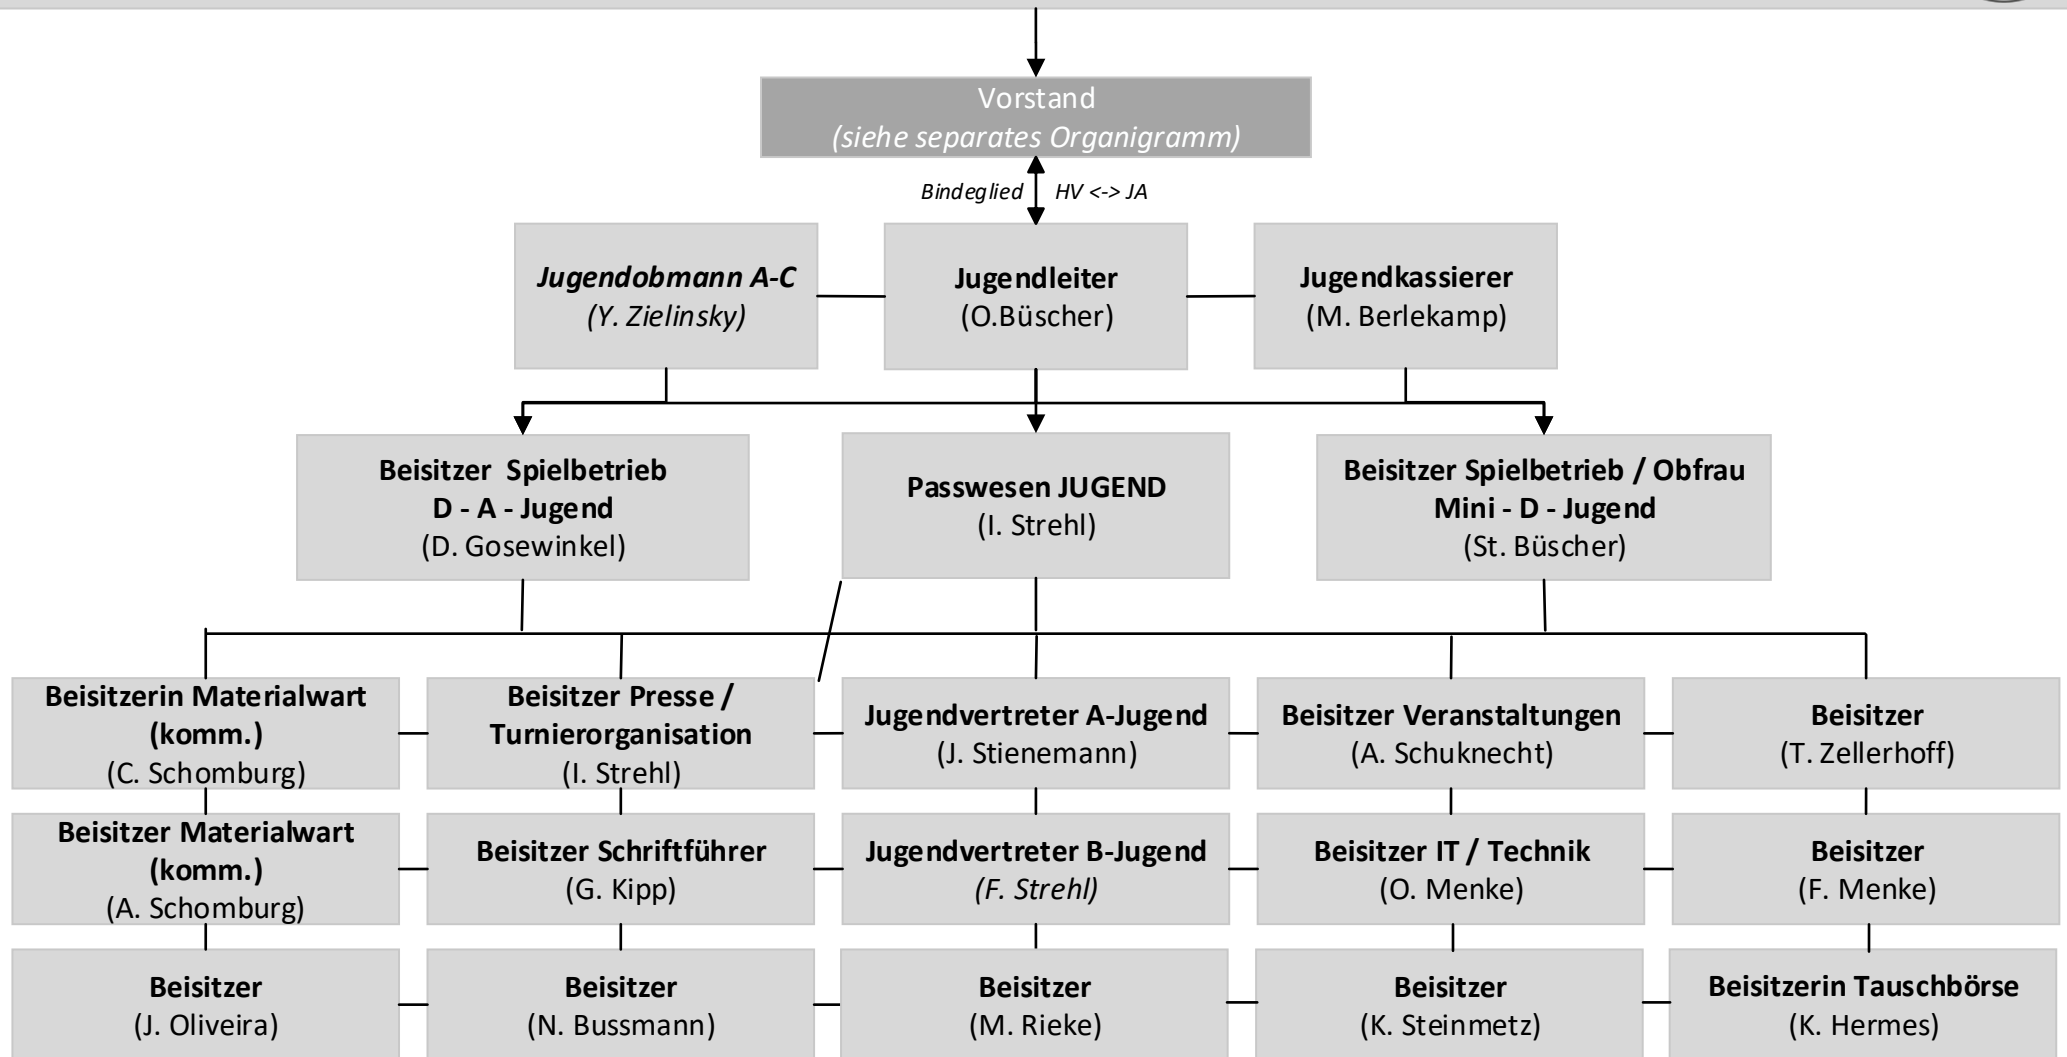 Vorstand
(siehe separates Organigramm)
Bindeglied HV <-> JA
Jugendobmann A-C
(Y. Zielinsky)
Jugendleiter
(O.Büscher)
Jugendkassierer
(M. Berlekamp)
Beisitzer Spielbetrieb
D - A - Jugend
(D. Gosewinkel)
Passwesen JUGEND
(I. Strehl)
Beisitzer Spielbetrieb / Obfrau
Mini - D - Jugend
(St. Büscher)
Beisitzerin Materialwart
(komm.)
(C. Schomburg)
Beisitzer Presse /
Turnierorganisation
(I. Strehl)
Jugendvertreter A-Jugend
(J. Stienemann)
Beisitzer Veranstaltungen
(A. Schuknecht)
Beisitzer
(T. Zellerhoff)
Beisitzer Materialwart
(komm.)
(A. Schomburg)
Beisitzer Schriftführer
(G. Kipp)
Jugendvertreter B-Jugend
(F. Strehl)
Beisitzer IT / Technik
(O. Menke)
Beisitzer
(F. Menke)
Beisitzer
(J. Oliveira)
Beisitzer
(N. Bussmann)
Beisitzer
(M. Rieke)
Beisitzer
(K. Steinmetz)
Beisitzerin Tauschbörse
(K. Hermes)